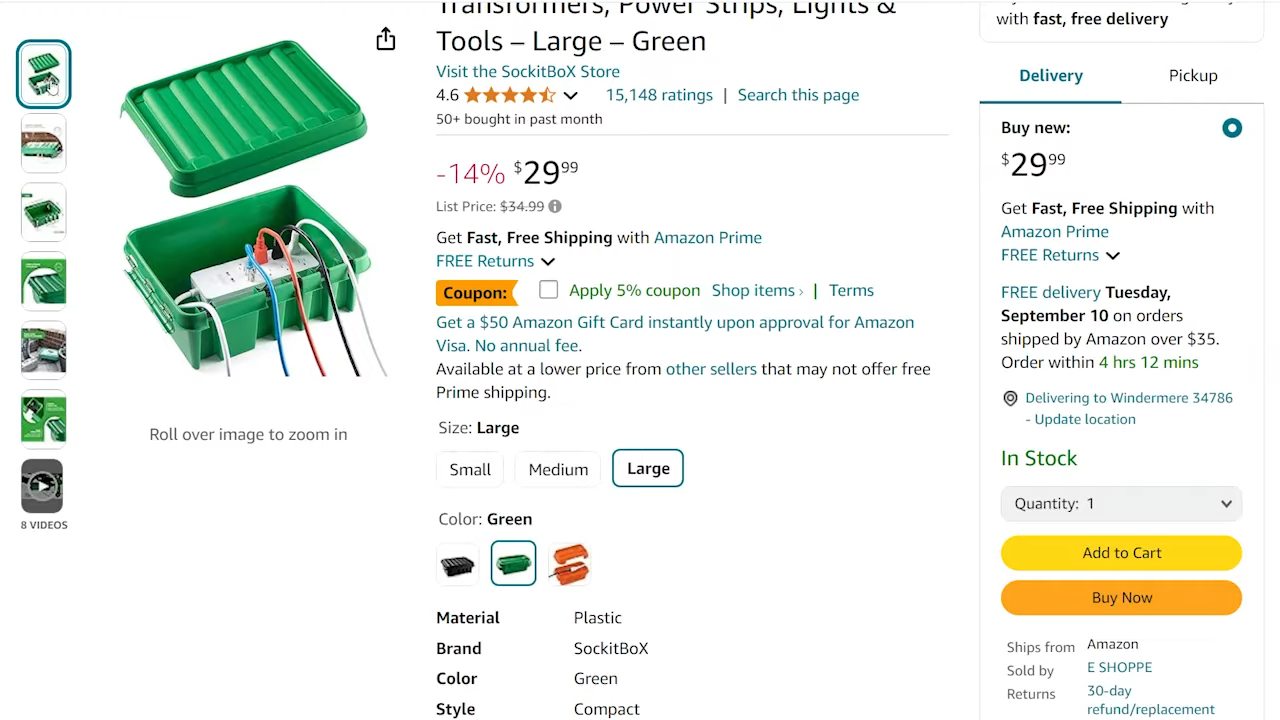 Transformers, Power Strips, Lights &
Tools – Large – Green
Visit the SockitBoX Store
4.6 15,148 ratings | Search this page
50+ bought in past month
-14% $29.99
List Price: $34.99
Get Fast, Free Shipping with Amazon Prime
FREE Returns
Coupon: Apply 5% coupon Shop items › | Terms
Get a $50 Amazon Gift Card instantly upon approval for Amazon
Visa. No annual fee.
Available at a lower price from other sellers that may not offer free
Prime shipping.
Size: Large
Small Medium Large
Color: Green
Material Plastic
Brand SockitBoX
Color Green
Style Compact
Roll over image to zoom in
8 VIDEOS
with fast, free delivery
Delivery Pickup
Buy new:
$29.99
Get Fast, Free Shipping with
Amazon Prime
FREE Returns
FREE delivery Tuesday,
September 10 on orders
shipped by Amazon over $35.
Order within 4 hrs 12 mins
Delivering to Windermere 34786
- Update location
In Stock
Quantity: 1
Add to Cart
Buy Now
Ships from Amazon
Sold by E SHOPPE
Returns 30-day
refund/replacement